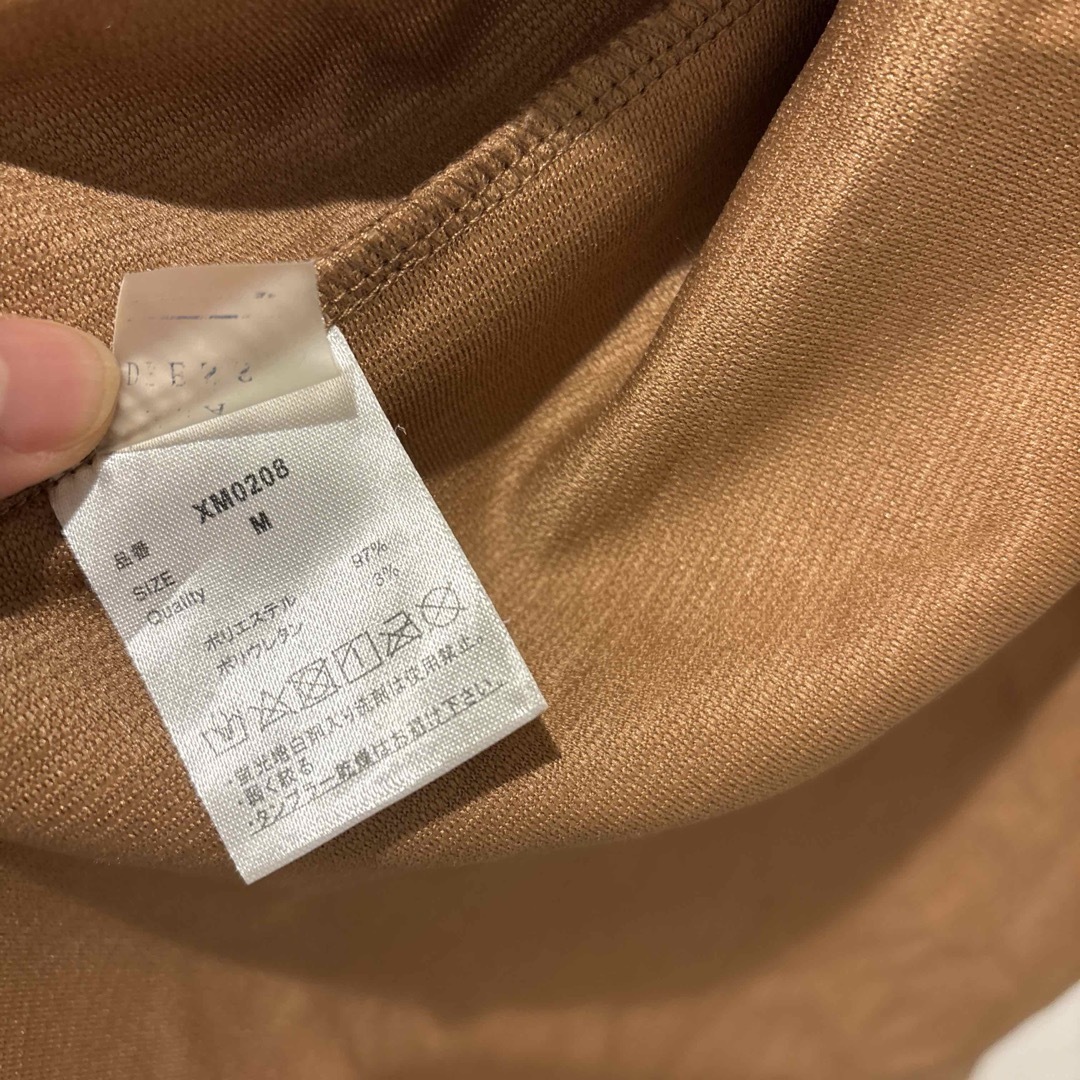 品番 XM0208
SIZE M
Quality
ポリエステル 97%
ポリウレタン 3%
・蛍光増白剤入り洗剤は使用禁止。
・弱く絞る
・タンブラー乾燥はお避け下さい。